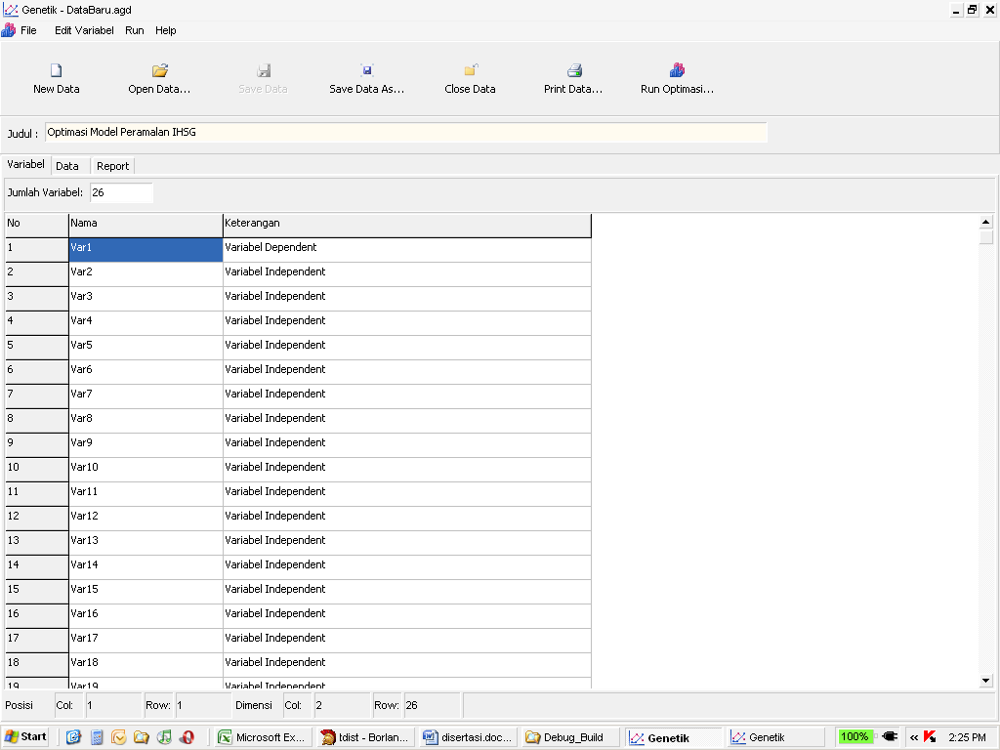 Genetik - DataBaru.agd
File Edit Variabel Run Help
New Data Open Data... Save Data Save Data As... Close Data Print Data... Run Optimasi...
Judul : Optimasi Model Peramalan IHSG
Variabel Data Report
Jumlah Variabel: 26
No Nama Keterangan
1 Var1 Variabel Dependent
2 Var2 Variabel Independent
3 Var3 Variabel Independent
4 Var4 Variabel Independent
5 Var5 Variabel Independent
6 Var6 Variabel Independent
7 Var7 Variabel Independent
8 Var8 Variabel Independent
9 Var9 Variabel Independent
10 Var10 Variabel Independent
11 Var11 Variabel Independent
12 Var12 Variabel Independent
13 Var13 Variabel Independent
14 Var14 Variabel Independent
15 Var15 Variabel Independent
16 Var16 Variabel Independent
17 Var17 Variabel Independent
18 Var18 Variabel Independent
19 Var19 Variabel Independent
Posisi Col: 1 Row: 1 Dimensi Col: 2 Row: 26
Start Microsoft Ex... tdist - Borlan... disertasi.doc... Debug_Build Genetik Genetik 100% « 2:25 PM